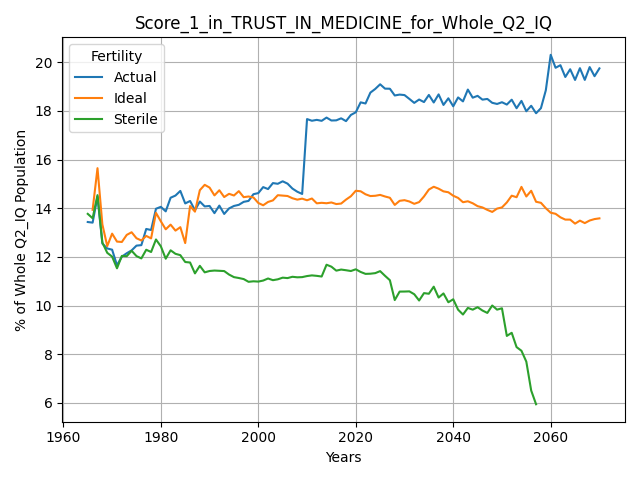 Score_1_in_TRUST_IN_MEDICINE_for_Whole_Q2_IQ
Fertility
Actual
Ideal
Sterile
% of Whole Q2_IQ Population
20
18
16
14
12
10
8
6
1960
1980
2000
2020
2040
2060
Years